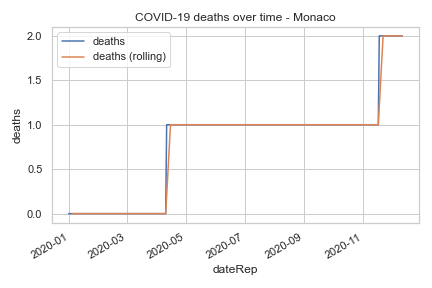 COVID-19 deaths over time - Monaco
deaths
deaths (rolling)
2.0
1.5
1.0
0.5
0.0
deaths
2020-01
2020-03
2020-05
2020-07
2020-09
2020-11
dateRep